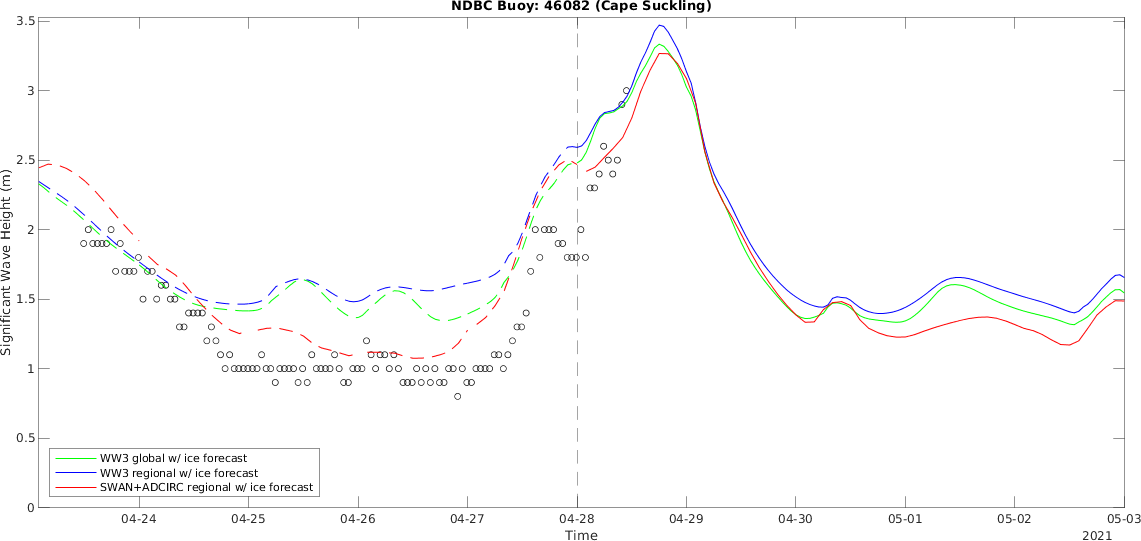 NDBC Buoy: 46082 (Cape Suckling)
3.5
3
2.5
2
1.5
1
0.5
0
Significant Wave Height (m)
WW3 global w/ ice forecast
WW3 regional w/ ice forecast
SWAN+ADCIRC regional w/ ice forecast
04-24 04-25 04-26 04-27 04-28 04-29 04-30 05-01 05-02 05-03
Time
2021